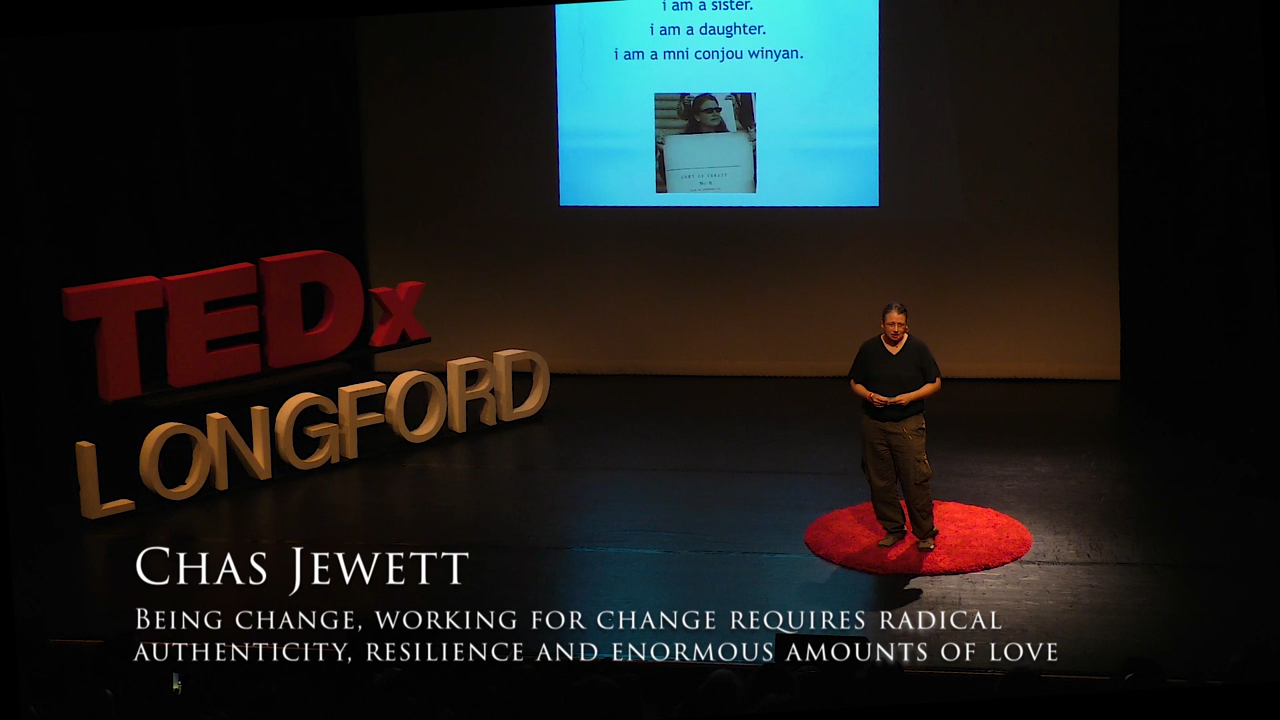 i am a sister.
i am a daughter.
i am a mni conjou winyan.
TEDx
LONGFORD
Chas Jewett
Being change, working for change requires radical
authenticity, resilience and enormous amounts of love